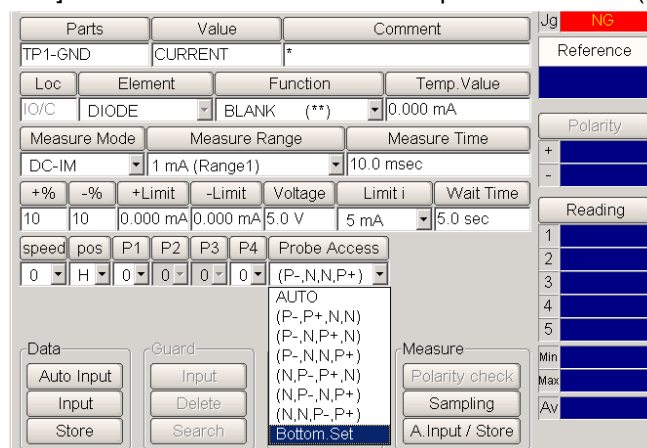 Parts Value Comment Jg NG
TP1-GND CURRENT * Reference
Loc Element Function Temp.Value
IO/C DIODE BLANK (**) 0.000 mA
Measure Mode Measure Range Measure Time Polarity
DC-IM 1 mA (Range1) 10.0 msec +
-
+% -% +Limit -Limit Voltage Limit i Wait Time
10 10 0.000 mA 0.000 mA 5.0 V 5 mA 5.0 sec Reading
speed pos P1 P2 P3 P4 Probe Access 1
0 H 0 0 0 0 (P-,N,N,P+) 2
AUTO 3
(P-,P+,N,N) 4
(P-,N,P+,N) 5
(P-,N,N,P+)
(N,P-,P+,N)
(N,P-,N,P+)
(N,N,P-,P+)
Bottom.Set
Data Guard Measure Min
Auto Input Input Polarity check Max
Input Delete Sampling Av
Store Search A.Input / Store